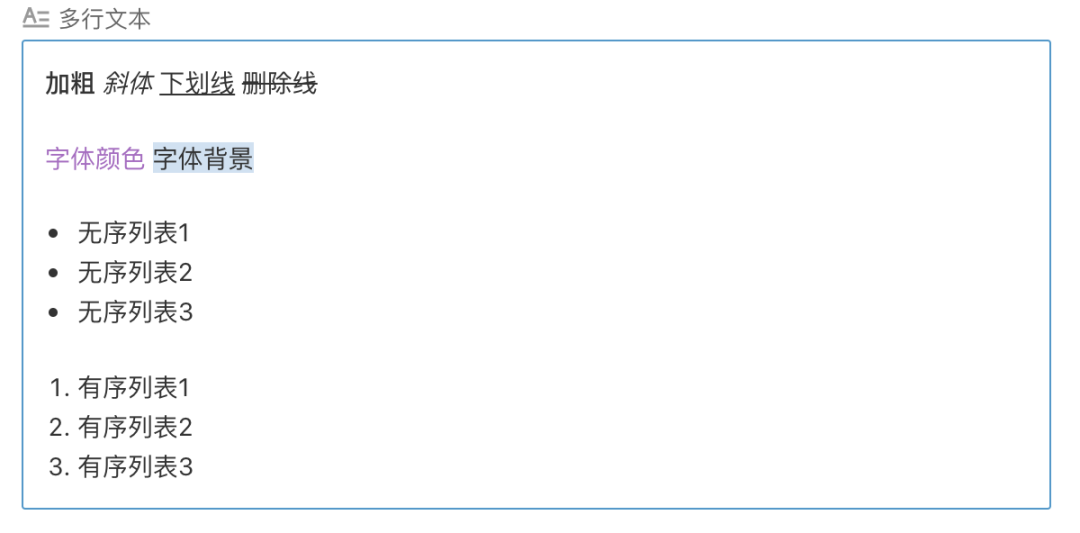 多行文本
加粗 斜体 下划线 删除线
字体颜色 字体背景
• 无序列表1
• 无序列表2
• 无序列表3
1. 有序列表1
2. 有序列表2
3. 有序列表3